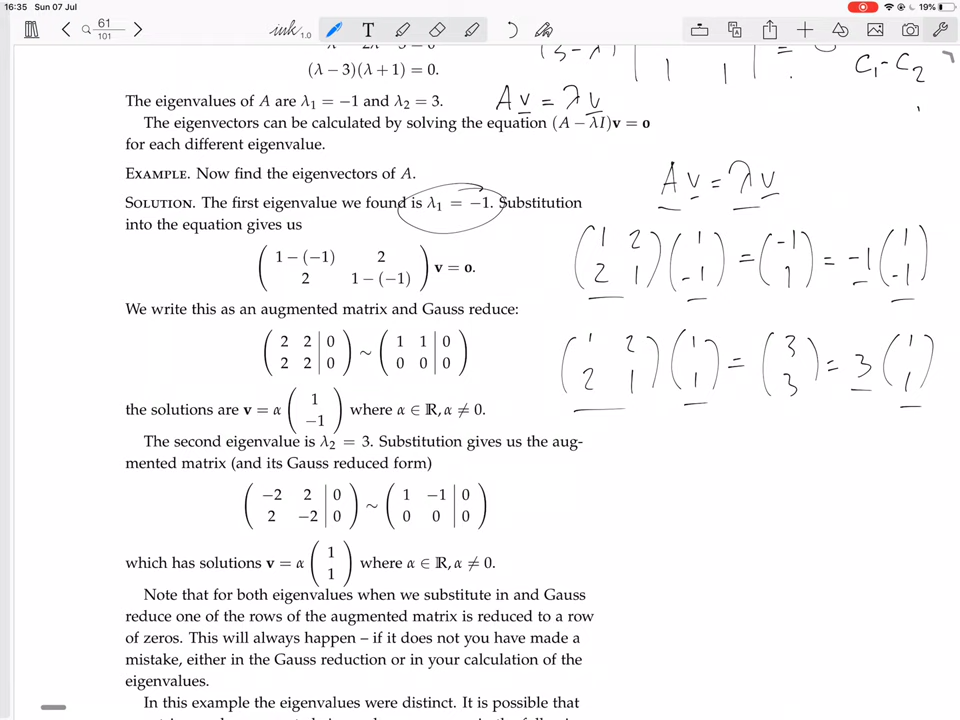 16:35 Sun 07 Jul
19%
61
101
ink 1.0
T
(λ − 3)(λ + 1) = 0.
(3 − λ) | 1 1 | = 0
C₁ − C₂
The eigenvalues of A are λ₁ = −1 and λ₂ = 3.
A v = λ v
The eigenvectors can be calculated by solving the equation (A − λI)v = o
for each different eigenvalue.
EXAMPLE. Now find the eigenvectors of A.
A v = λ v
SOLUTION. The first eigenvalue we found is λ₁ = −1. Substitution
into the equation gives us
( 1 − (−1) 2
2 1 − (−1) ) v = o.
( 1 2
2 1 ) ( 1
−1 ) = ( −1
1 ) = −1 ( 1
−1 )
We write this as an augmented matrix and Gauss reduce:
( 2 2 | 0
2 2 | 0 ) ~ ( 1 1 | 0
0 0 | 0 )
( 1 2
2 1 ) ( 1
1 ) = ( 3
3 ) = 3 ( 1
1 )
the solutions are v = α ( 1
−1 ) where α ∈ ℝ, α ≠ 0.
The second eigenvalue is λ₂ = 3. Substitution gives us the aug-
mented matrix (and its Gauss reduced form)
( −2 2 | 0
2 −2 | 0 ) ~ ( 1 −1 | 0
0 0 | 0 )
which has solutions v = α ( 1
1 ) where α ∈ ℝ, α ≠ 0.
Note that for both eigenvalues when we substitute in and Gauss
reduce one of the rows of the augmented matrix is reduced to a row
of zeros. This will always happen – if it does not you have made a
mistake, either in the Gauss reduction or in your calculation of the
eigenvalues.
In this example the eigenvalues were distinct. It is possible that